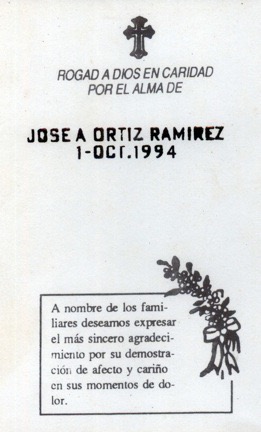 ROGAD A DIOS EN CARIDAD
POR EL ALMA DE
JOSE A ORTIZ RAMIREZ
1-OCT.1994
A nombre de los fami-
liares deseamos expresar
el más sincero agradeci-
miento por su demostra-
ción de afecto y cariño
en sus momentos de do-
lor.